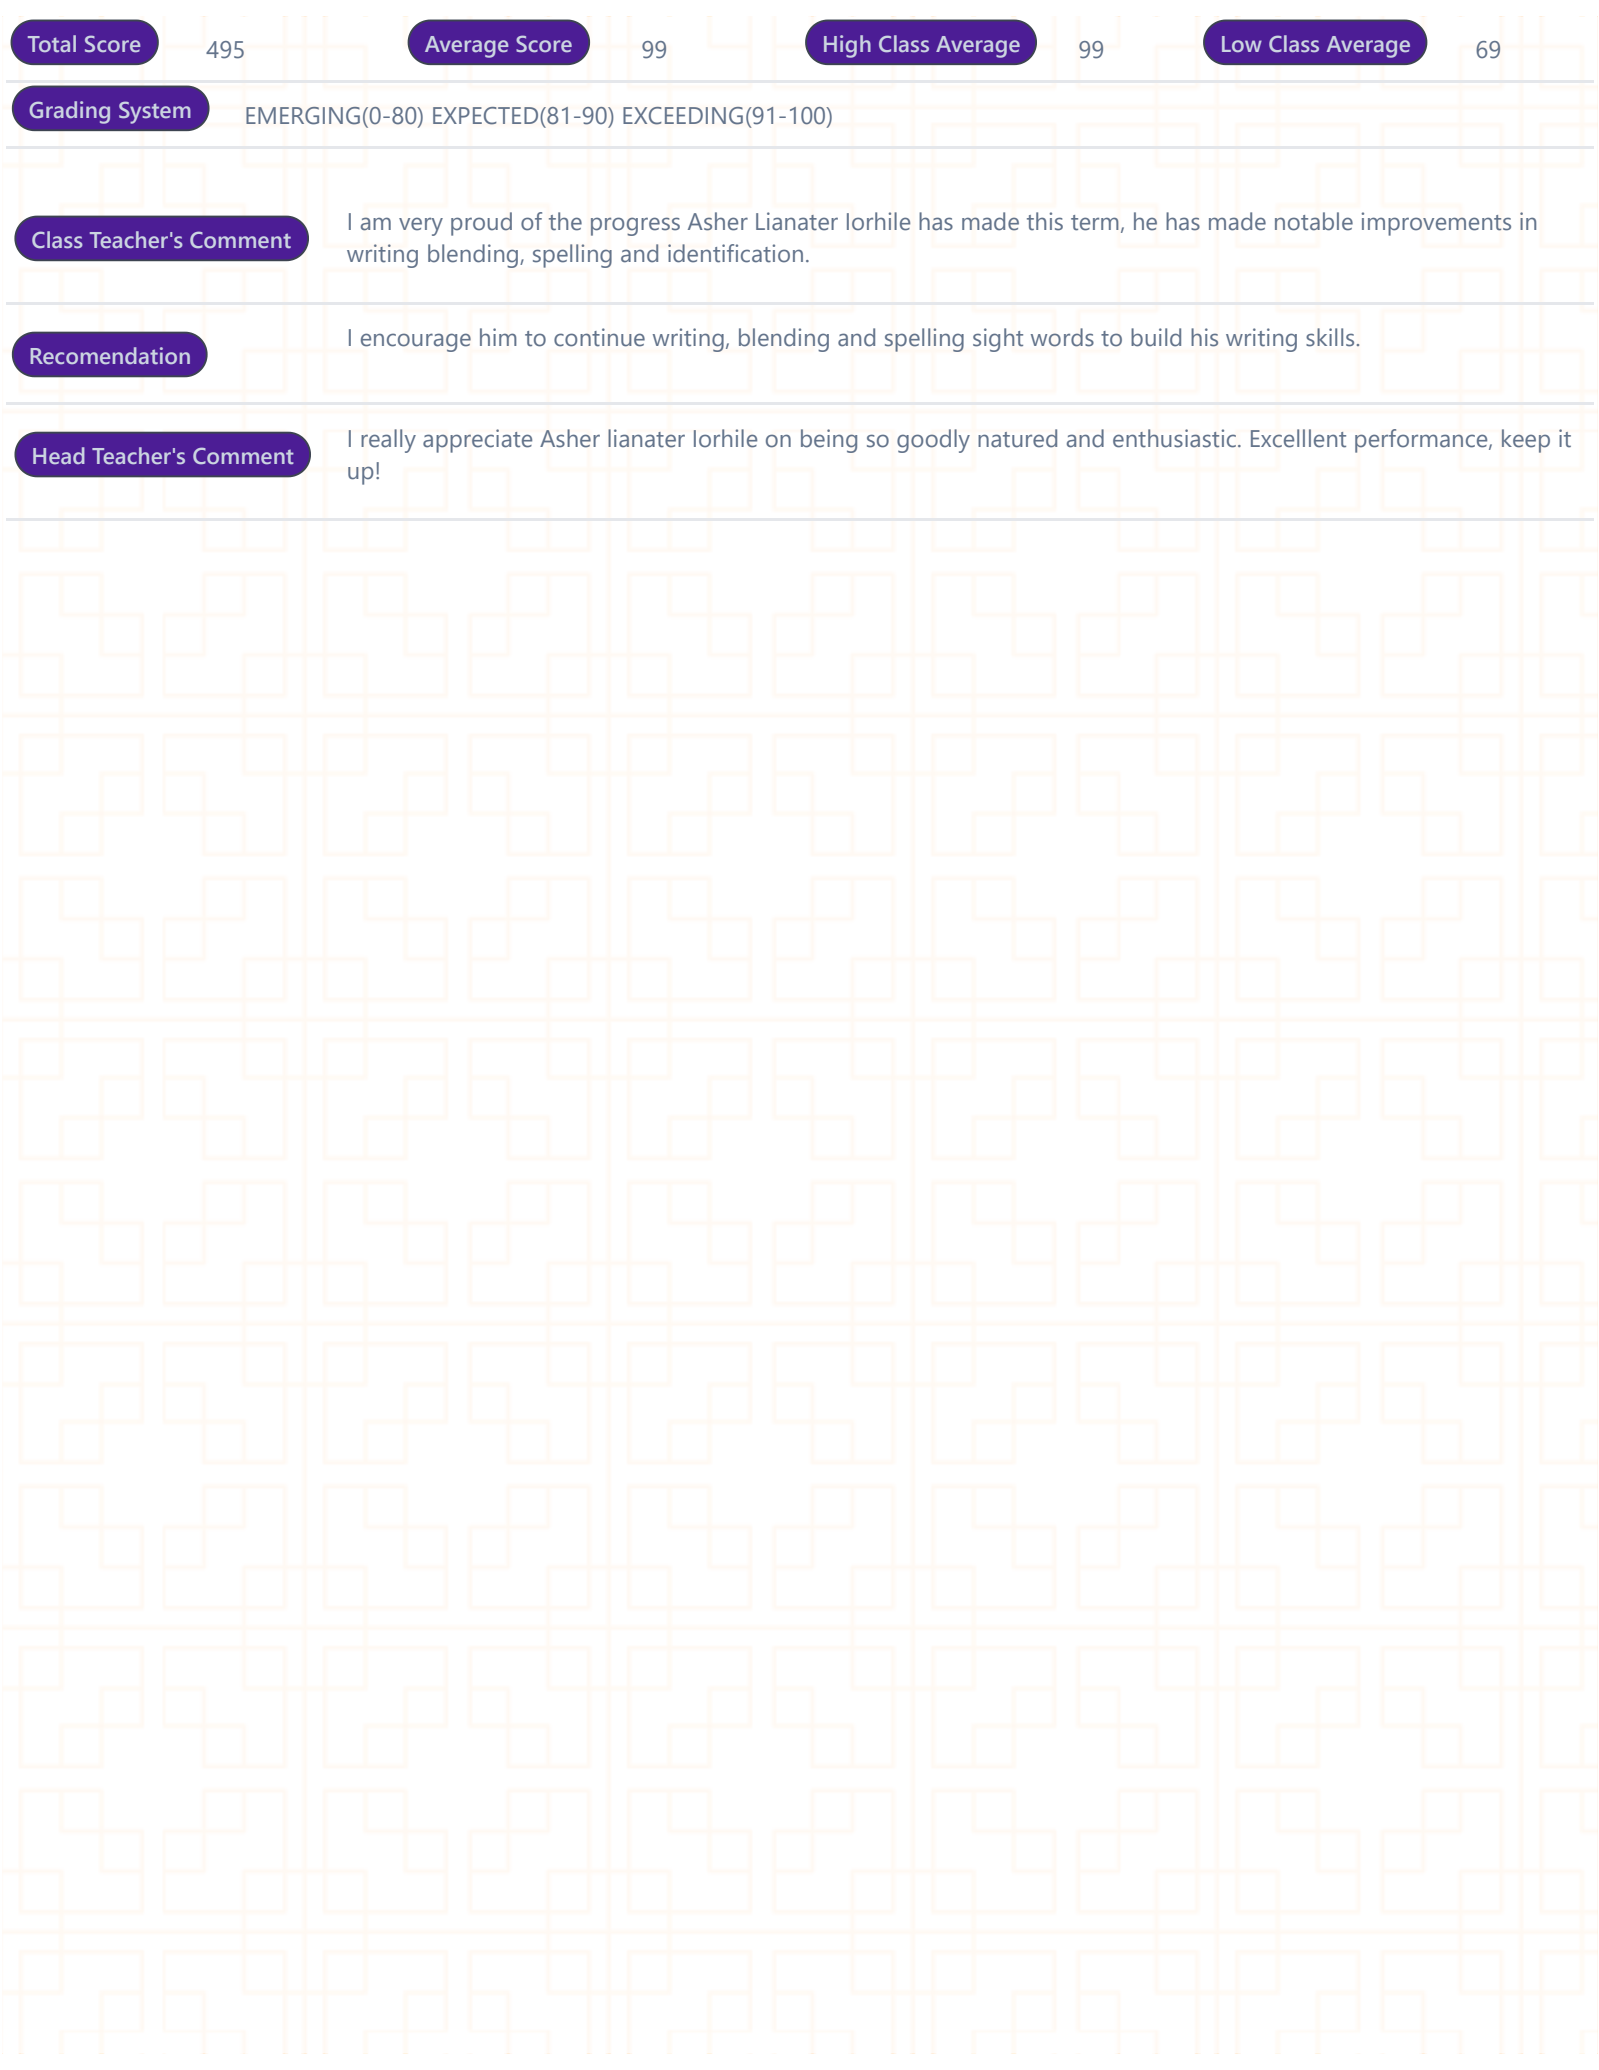 Total Score 495 Average Score 99 High Class Average 99 Low Class Average 69
Grading System EMERGING(0-80) EXPECTED(81-90) EXCEEDING(91-100)
Class Teacher's Comment
I am very proud of the progress Asher Lianater Iorhile has made this term, he has made notable improvements in
writing blending, spelling and identification.
Recomendation
I encourage him to continue writing, blending and spelling sight words to build his writing skills.
Head Teacher's Comment
I really appreciate Asher lianater Iorhile on being so goodly natured and enthusiastic. Excelllent performance, keep it
up!